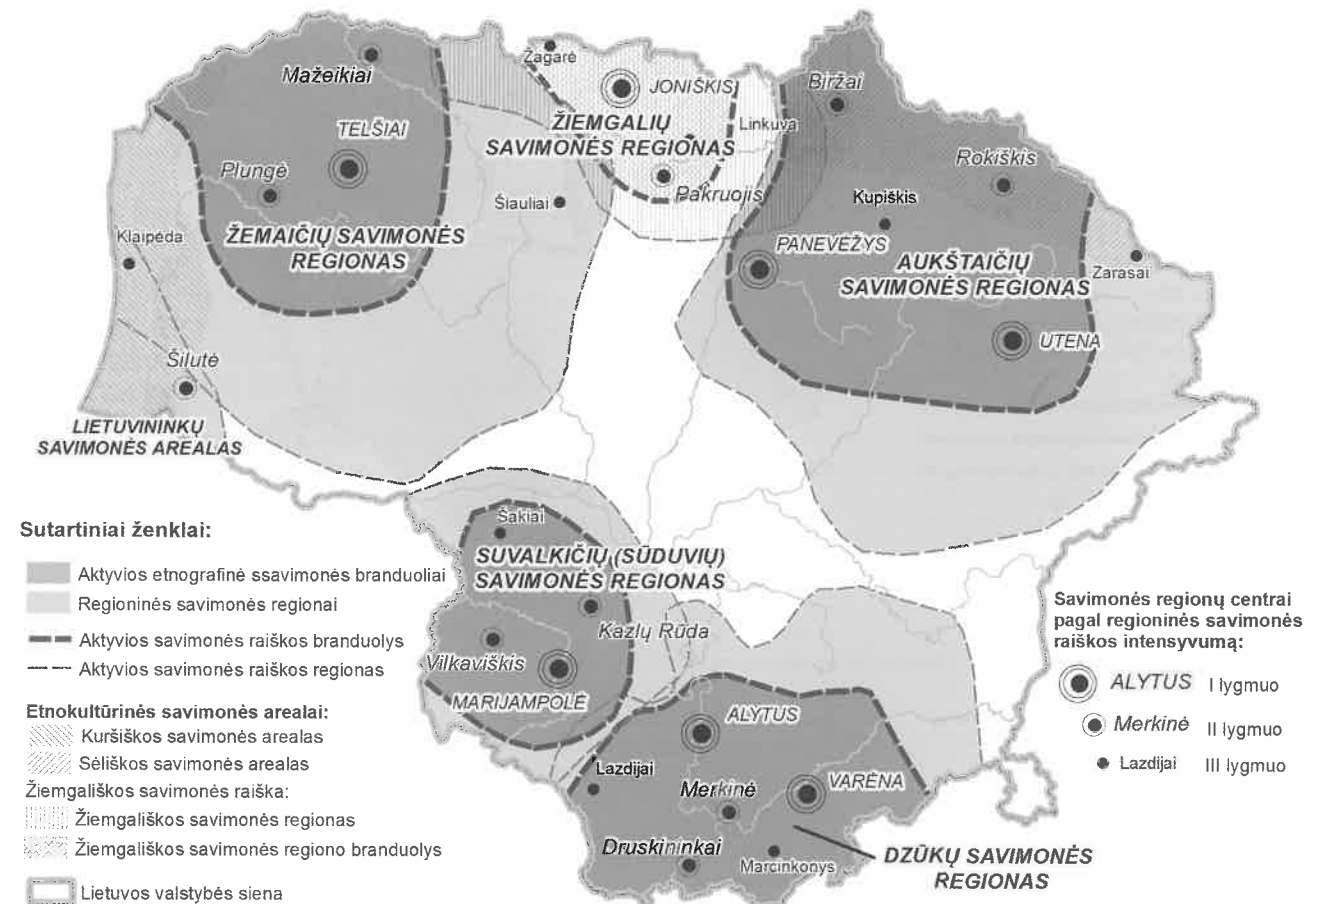 Žagarė
Mažeikiai
JONIŠKIS
Biržai
ŽIEMGALIŲ
SAVIMONĖS REGIONAS
Linkuva
TELŠIAI
Rokiškis
Plungė
Pakruojis
Kupiškis
Šiauliai
Klaipėda
ŽEMAIČIŲ SAVIMONĖS
REGIONAS
PANEVĖŽYS
AUKŠTAIČIŲ
SAVIMONĖS REGIONAS
Zarasai
UTENA
Šilutė
LIETUVININKŲ
SAVIMONĖS AREALAS
Šakiai
SUVALKIČIŲ (SŪDUVIŲ)
SAVIMONĖS REGIONAS
Kazlų Rūda
Vilkaviškis
MARIJAMPOLĖ
ALYTUS
Lazdijai
Merkinė
VARĖNA
Druskininkai
Marcinkonys
DZŪKŲ SAVIMONĖS
REGIONAS
Sutartiniai ženklai:
Aktyvios etnografinė ssavimonės branduoliai
Regioninės savimonės regionai
Aktyvios savimonės raiškos branduolys
Aktyvios savimonės raiškos regionas
Etnokultūrinės savimonės arealai:
Kuršiškos savimonės arealas
Sėliškos savimonės arealas
Žiemgališkos savimonės raiška:
Žiemgališkos savimonės regionas
Žiemgališkos savimonės regiono branduolys
Lietuvos valstybės siena
Savimonės regionų centrai
pagal regioninės savimonės
raiškos intensyvumą:
ALYTUS I lygmuo
Merkinė II lygmuo
Lazdijai III lygmuo